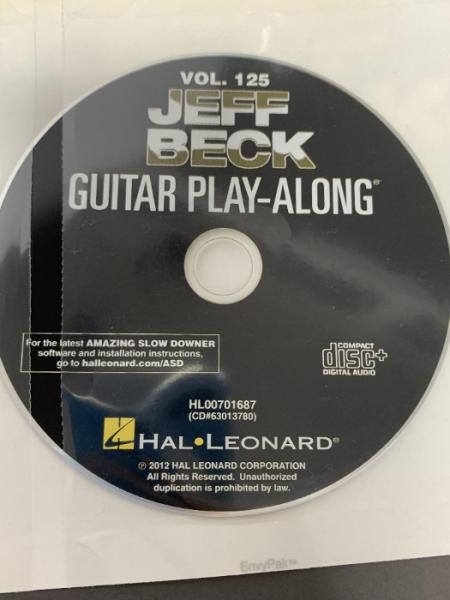 VOL. 125
JEFF
BECK
GUITAR PLAY-ALONG®
For the latest AMAZING SLOW DOWNER
software and installation instructions,
go to halleonard.com/ASD
COMPACT
disc+
DIGITAL AUDIO
HL00701687
(CD#63013780)
HAL•LEONARD®
℗ 2012 HAL LEONARD CORPORATION
All Rights Reserved. Unauthorized
duplication is prohibited by law.
EnvyPak™